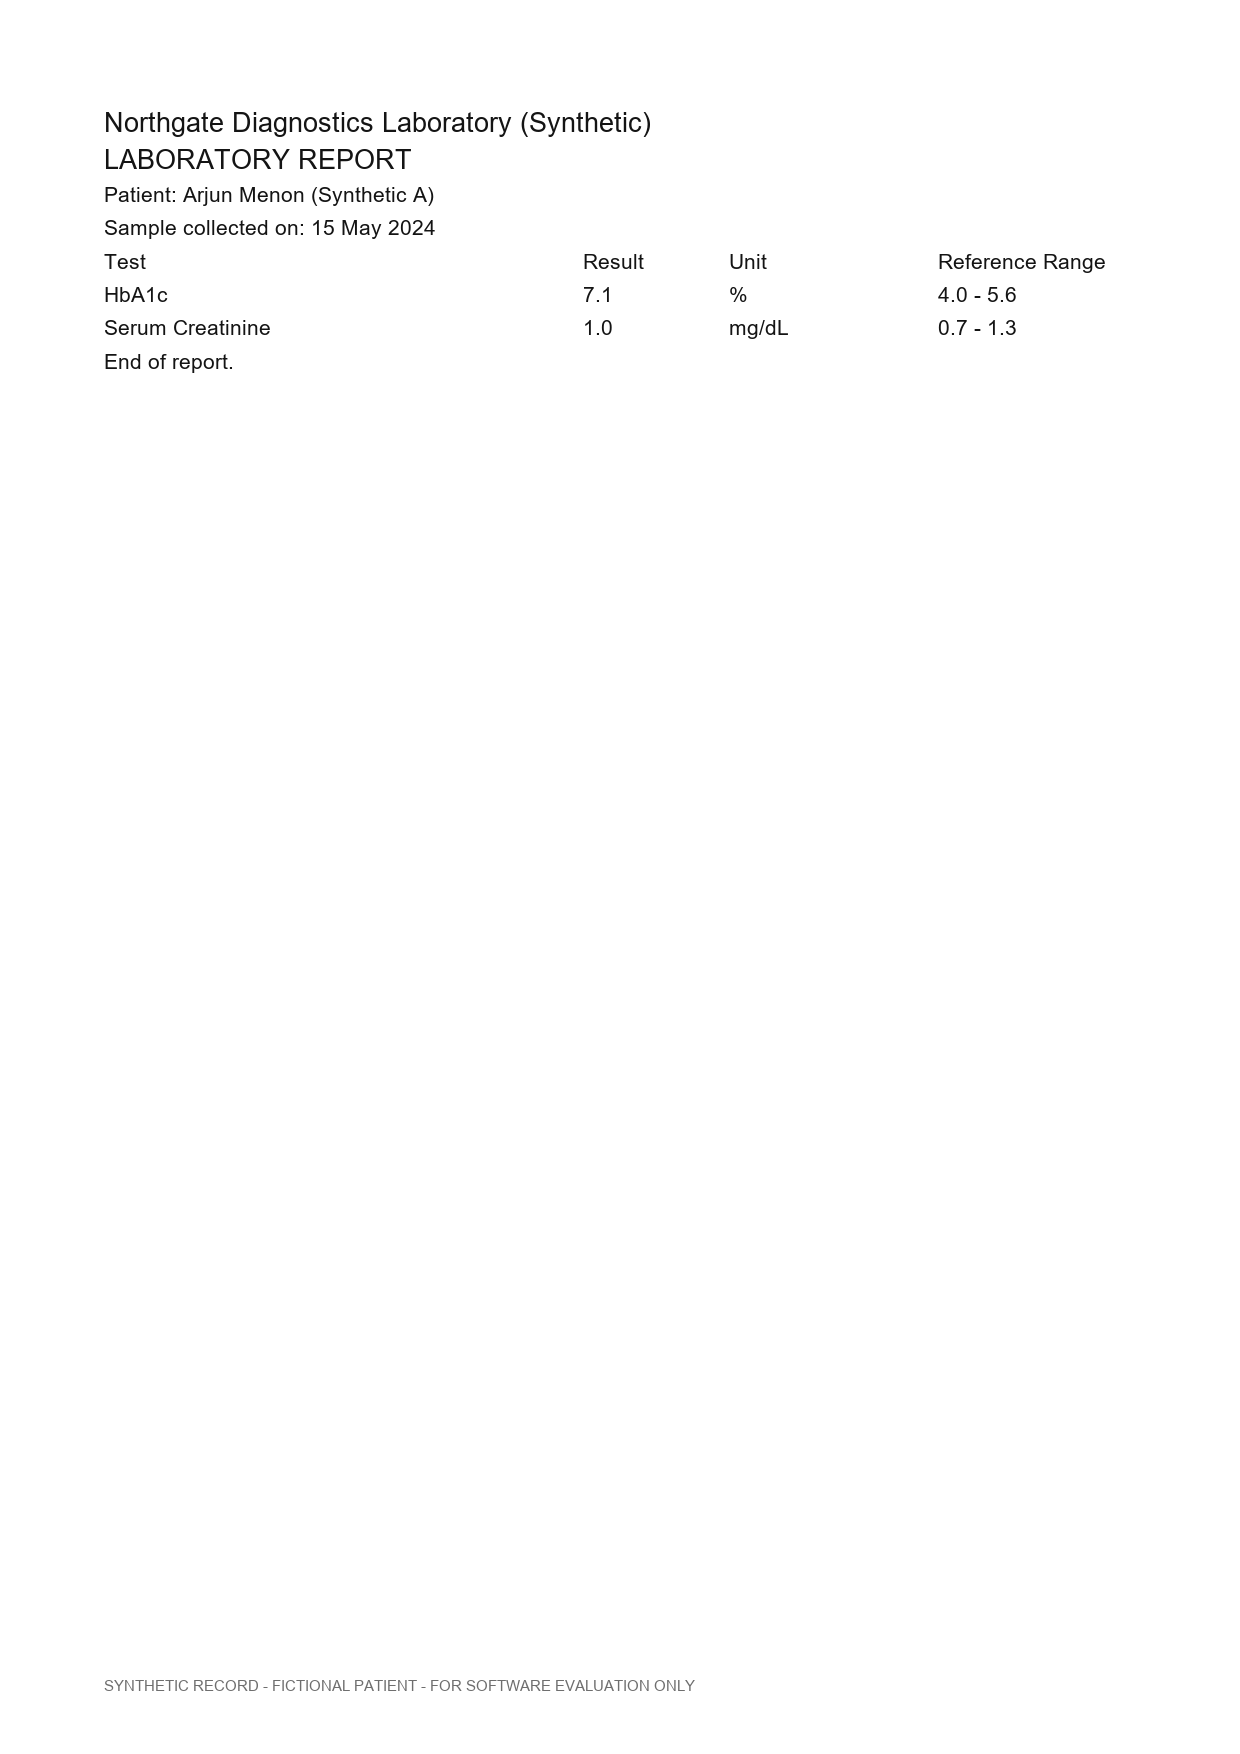 Northgate Diagnostics Laboratory (Synthetic)
LABORATORY REPORT
Patient: Arjun Menon (Synthetic A)
Sample collected on: 15 May 2024
Test Result Unit Reference Range
HbA1c 7.1 % 4.0 - 5.6
Serum Creatinine 1.0 mg/dL 0.7 - 1.3
End of report.
SYNTHETIC RECORD - FICTIONAL PATIENT - FOR SOFTWARE EVALUATION ONLY